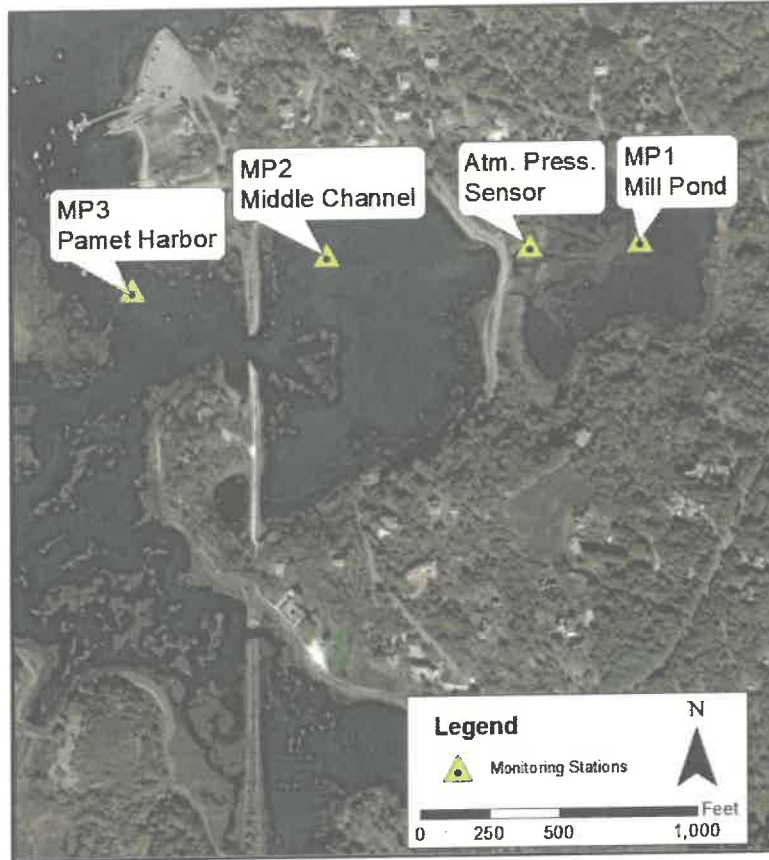 MP3
Pamet Harbor
MP2
Middle Channel
Atm. Press.
Sensor
MP1
Mill Pond
Legend
Monitoring Stations
N
Feet
0 250 500 1,000